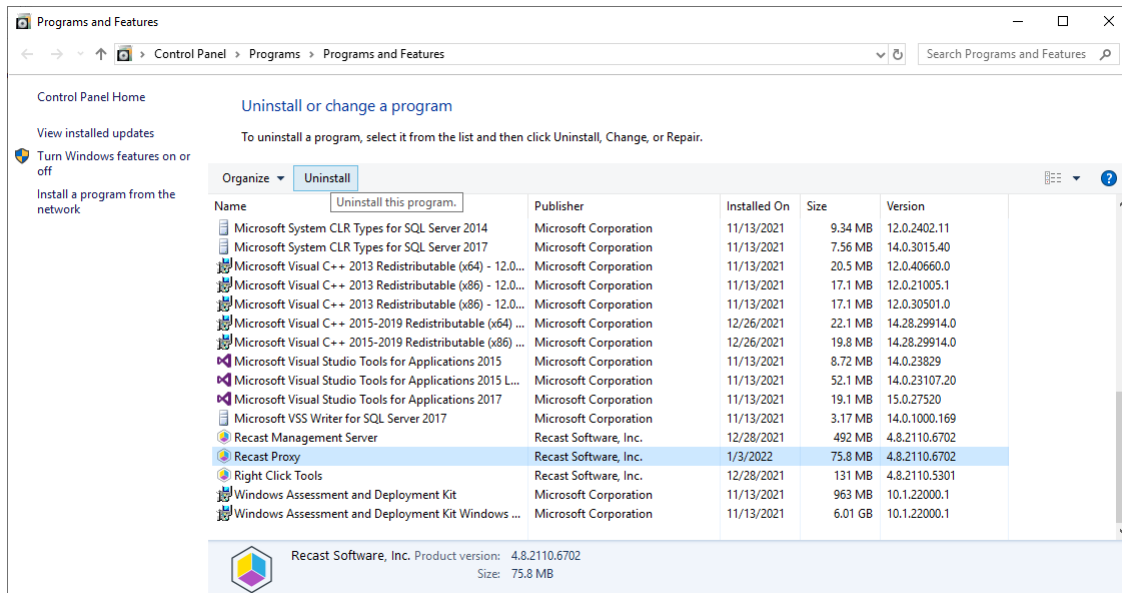 Programs and Features
Control Panel > Programs > Programs and Features
Search Programs and Features
Control Panel Home
View installed updates
Turn Windows features on or
off
Install a program from the
network
Uninstall or change a program
To uninstall a program, select it from the list and then click Uninstall, Change, or Repair.
Organize Uninstall
Uninstall this program.
Name Publisher Installed On Size Version
Microsoft System CLR Types for SQL Server 2014 Microsoft Corporation 11/13/2021 9.34 MB 12.0.2402.11
Microsoft System CLR Types for SQL Server 2017 Microsoft Corporation 11/13/2021 7.56 MB 14.0.3015.40
Microsoft Visual C++ 2013 Redistributable (x64) - 12.0... Microsoft Corporation 11/13/2021 20.5 MB 12.0.40660.0
Microsoft Visual C++ 2013 Redistributable (x86) - 12.0... Microsoft Corporation 11/13/2021 17.1 MB 12.0.21005.1
Microsoft Visual C++ 2013 Redistributable (x86) - 12.0... Microsoft Corporation 11/13/2021 17.1 MB 12.0.30501.0
Microsoft Visual C++ 2015-2019 Redistributable (x64) ... Microsoft Corporation 12/26/2021 22.1 MB 14.28.29914.0
Microsoft Visual C++ 2015-2019 Redistributable (x86) ... Microsoft Corporation 12/26/2021 19.8 MB 14.28.29914.0
Microsoft Visual Studio Tools for Applications 2015 Microsoft Corporation 11/13/2021 8.72 MB 14.0.23829
Microsoft Visual Studio Tools for Applications 2015 L... Microsoft Corporation 11/13/2021 52.1 MB 14.0.23107.20
Microsoft Visual Studio Tools for Applications 2017 Microsoft Corporation 11/13/2021 19.1 MB 15.0.27520
Microsoft VSS Writer for SQL Server 2017 Microsoft Corporation 11/13/2021 3.17 MB 14.0.1000.169
Recast Management Server Recast Software, Inc. 12/28/2021 492 MB 4.8.2110.6702
Recast Proxy Recast Software, Inc. 1/3/2022 75.8 MB 4.8.2110.6702
Right Click Tools Recast Software, Inc. 12/28/2021 131 MB 4.8.2110.5301
Windows Assessment and Deployment Kit Microsoft Corporation 11/13/2021 963 MB 10.1.22000.1
Windows Assessment and Deployment Kit Windows ... Microsoft Corporation 11/13/2021 6.01 GB 10.1.22000.1
Recast Software, Inc. Product version: 4.8.2110.6702
Size: 75.8 MB